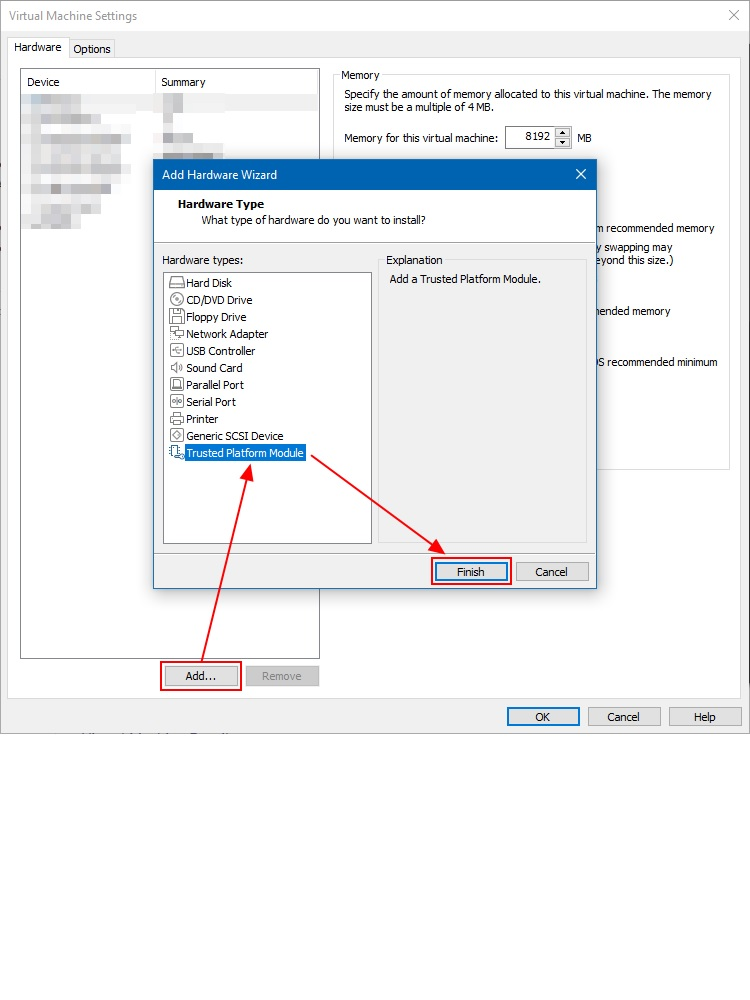 Virtual Machine Settings
Hardware
Options
Device
Summary
Memory
Specify the amount of memory allocated to this virtual machine. The memory
size must be a multiple of 4 MB.
Memory for this virtual machine:
8192
MB
Add Hardware Wizard
Hardware Type
What type of hardware do you want to install?
recommended memory
y swapping may
eyond this size.)
Hardware types:
Explanation
Hard Disk
Add a Trusted Platform Module.
CD/DVD Drive
Floppy Drive
Network Adapter
USB Controller
Sound Card
Parallel Port
Serial Port
Printer
Generic SCSI Device
Trusted Platform Module
ended memory
recommended minimum
Finish
Cancel
Add...
Remove
OK
Cancel
Help